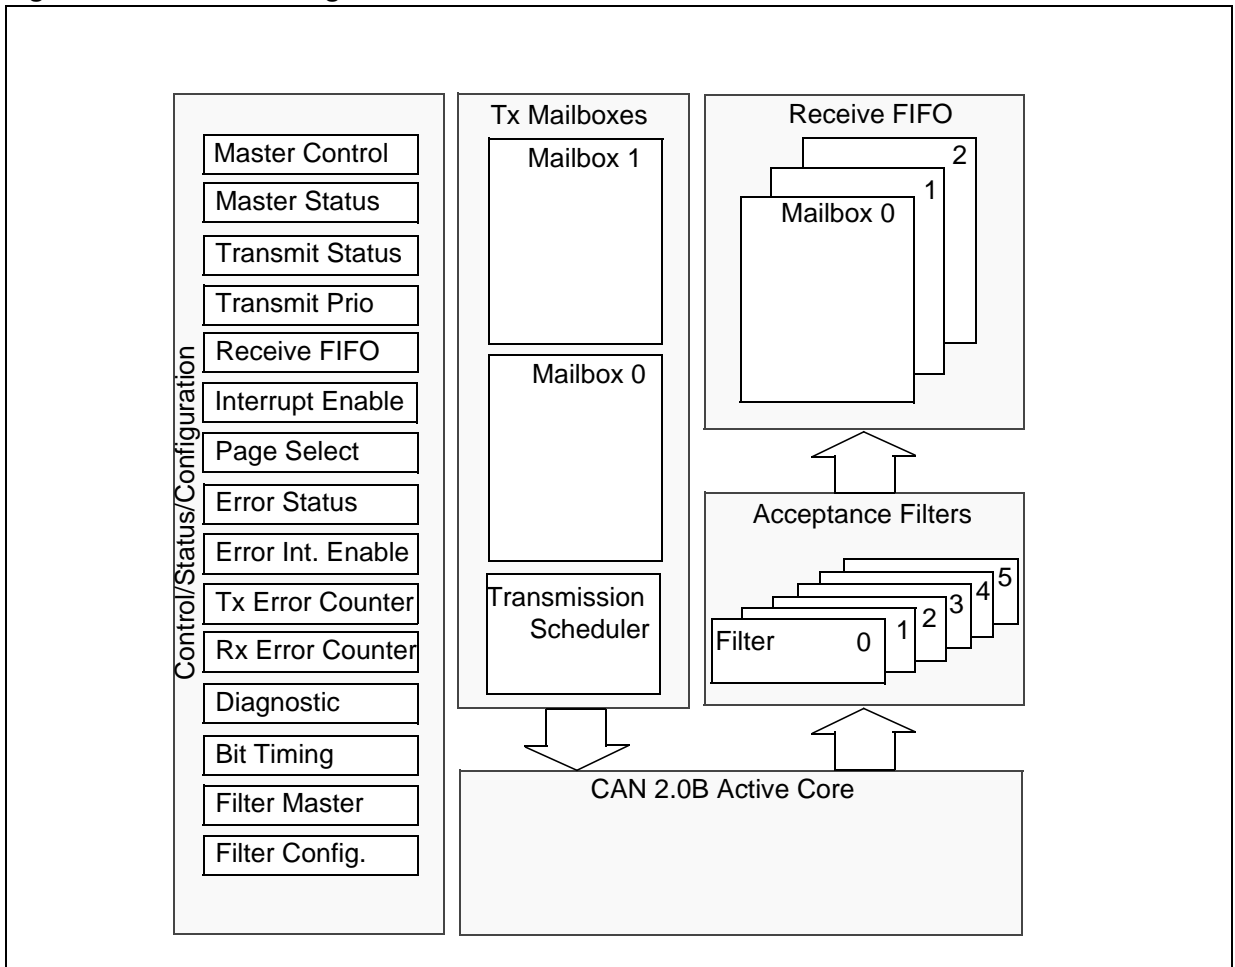 Control/Status/Configuration
Master Control
Master Status
Transmit Status
Transmit Prio
Receive FIFO
Interrupt Enable
Page Select
Error Status
Error Int. Enable
Tx Error Counter
Rx Error Counter
Diagnostic
Bit Timing
Filter Master
Filter Config.
Tx Mailboxes
Mailbox 1
Mailbox 0
Transmission
Scheduler
Receive FIFO
2
1
Mailbox 0
Acceptance Filters
5
4
3
2
1
Filter 0
CAN 2.0B Active Core